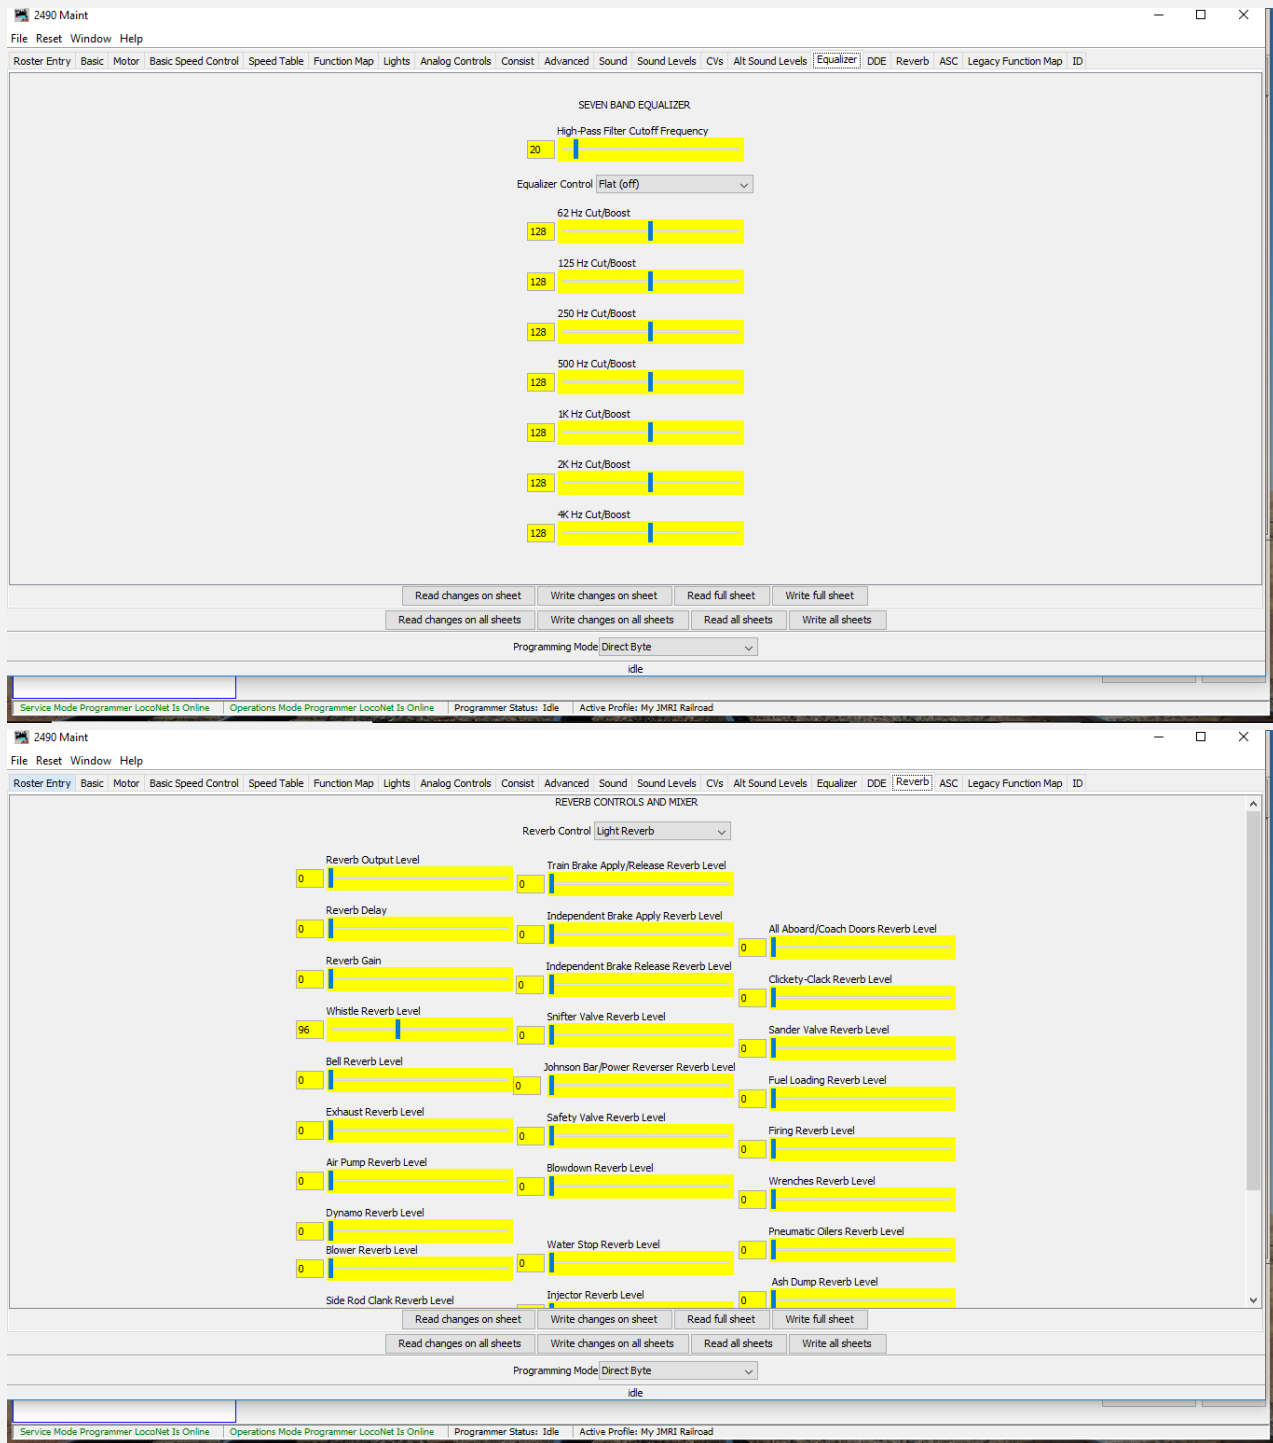 2490 Maint
File Reset Window Help
Roster Entry Basic Motor Basic Speed Control Speed Table Function Map Lights Analog Controls Consist Advanced Sound Sound Levels CVs Alt Sound Levels Equalizer DDE Reverb ASC Legacy Function Map ID
SEVEN BAND EQUALIZER
High-Pass Filter Cutoff Frequency
20
Equalizer Control Flat (off)
62 Hz Cut/Boost
128
125 Hz Cut/Boost
128
250 Hz Cut/Boost
128
500 Hz Cut/Boost
128
1K Hz Cut/Boost
128
2K Hz Cut/Boost
128
4K Hz Cut/Boost
128
Read changes on sheet Write changes on sheet Read full sheet Write full sheet
Read changes on all sheets Write changes on all sheets Read all sheets Write all sheets
Programming Mode Direct Byte
idle
Service Mode Programmer LocoNet Is Online Operations Mode Programmer LocoNet Is Online Programmer Status: Idle Active Profile: My JMRI Railroad
2490 Maint
File Reset Window Help
Roster Entry Basic Motor Basic Speed Control Speed Table Function Map Lights Analog Controls Consist Advanced Sound Sound Levels CVs Alt Sound Levels Equalizer DDE Reverb ASC Legacy Function Map ID
REVERB CONTROLS AND MIXER
Reverb Control Light Reverb
Reverb Output Level
0
Reverb Delay
0
Reverb Gain
0
Whistle Reverb Level
96
Bell Reverb Level
0
Exhaust Reverb Level
0
Air Pump Reverb Level
0
Dynamo Reverb Level
0
Blower Reverb Level
0
Side Rod Clank Reverb Level
Train Brake Apply/Release Reverb Level
0
Independent Brake Apply Reverb Level
0
Independent Brake Release Reverb Level
0
Snifter Valve Reverb Level
0
Johnson Bar/Power Reverser Reverb Level
0
Safety Valve Reverb Level
0
Blowdown Reverb Level
0
Water Stop Reverb Level
0
Injector Reverb Level
All Aboard/Coach Doors Reverb Level
0
Clickety-Clack Reverb Level
0
Sander Valve Reverb Level
0
Fuel Loading Reverb Level
0
Firing Reverb Level
0
Wrenches Reverb Level
0
Pneumatic Oilers Reverb Level
0
Ash Dump Reverb Level
0
Read changes on sheet Write changes on sheet Read full sheet Write full sheet
Read changes on all sheets Write changes on all sheets Read all sheets Write all sheets
Programming Mode Direct Byte
idle
Service Mode Programmer LocoNet Is Online Operations Mode Programmer LocoNet Is Online Programmer Status: Idle Active Profile: My JMRI Railroad